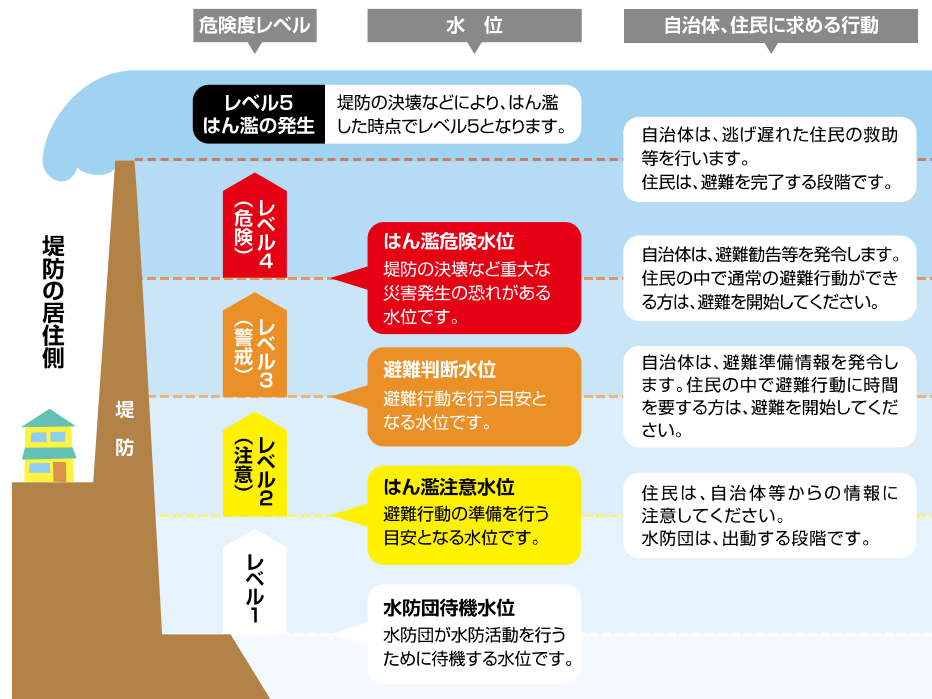 危険度レベル
水 位
自治体、住民に求める行動
レベル5
はん濫の発生
堤防の決壊などにより、はん濫
した時点でレベル5となります。
自治体は、逃げ遅れた住民の救助
等を行います。
住民は、避難を完了する段階です。
レベル4
(危険)
はん濫危険水位
堤防の決壊など重大な
災害発生の恐れがある
水位です。
自治体は、避難勧告等を発令します。
住民の中で通常の避難行動ができ
る方は、避難を開始してください。
レベル3
(警戒)
避難判断水位
避難行動を行う目安と
なる水位です。
自治体は、避難準備情報を発令し
ます。住民の中で避難行動に時間
を要する方は、避難を開始してくだ
さい。
レベル2
(注意)
はん濫注意水位
避難行動の準備を行う
目安となる水位です。
住民は、自治体等からの情報に
注意してください。
水防団は、出動する段階です。
レベル1
水防団待機水位
水防団が水防活動を行う
ために待機する水位です。
堤防の居住側
堤防